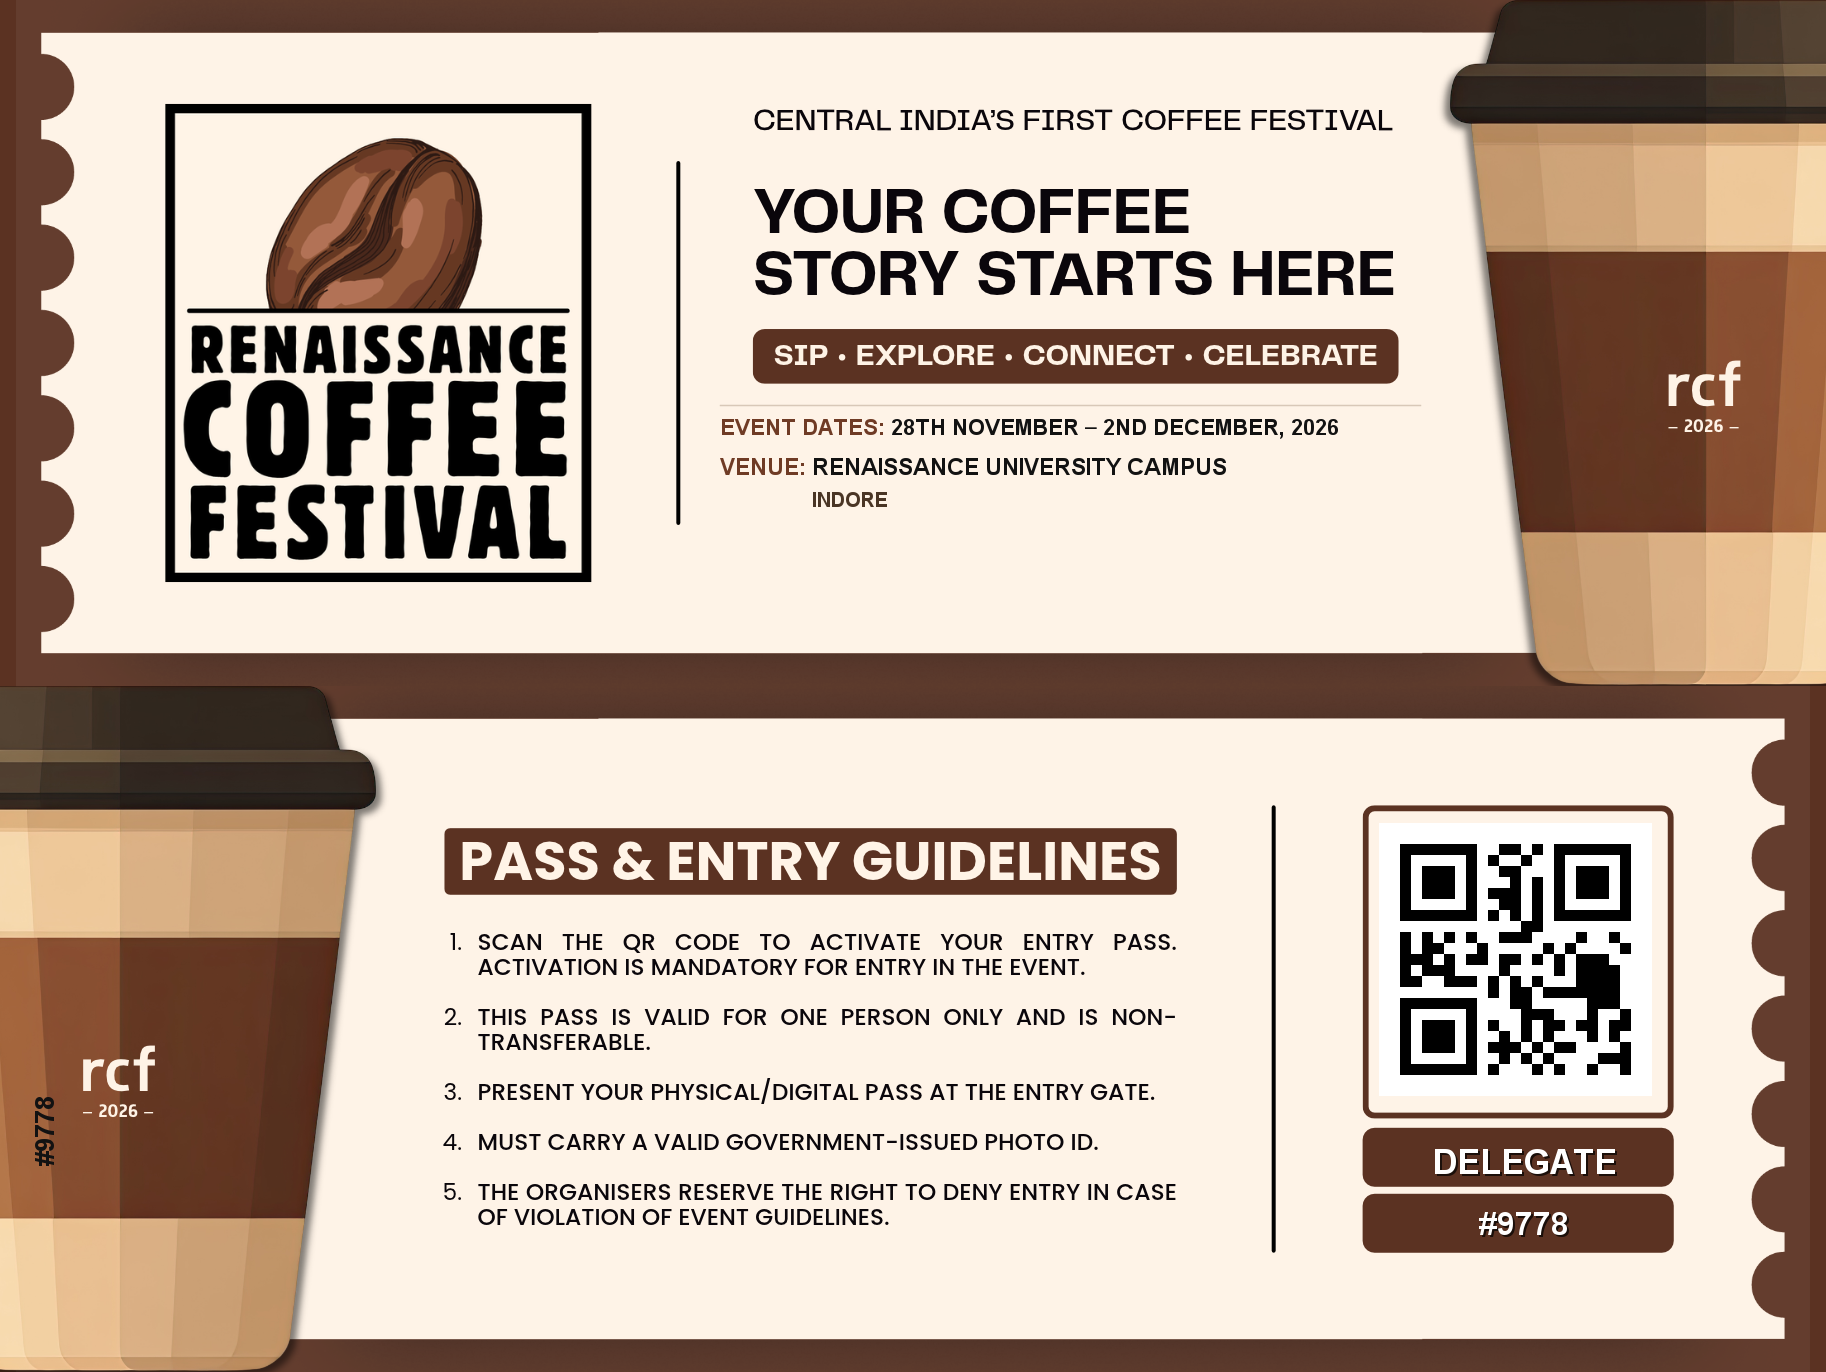 RENAISSANCE
COFFEE
FESTIVAL
CENTRAL INDIA'S FIRST COFFEE FESTIVAL
YOUR COFFEE
STORY STARTS HERE
SIP • EXPLORE • CONNECT • CELEBRATE
EVENT DATES: 28TH NOVEMBER – 2ND DECEMBER, 2026
VENUE: RENAISSANCE UNIVERSITY CAMPUS
INDORE
rcf
– 2026 –
rcf
– 2026 –
#9778
PASS & ENTRY GUIDELINES
1. SCAN THE QR CODE TO ACTIVATE YOUR ENTRY PASS.
ACTIVATION IS MANDATORY FOR ENTRY IN THE EVENT.
2. THIS PASS IS VALID FOR ONE PERSON ONLY AND IS NON-
TRANSFERABLE.
3. PRESENT YOUR PHYSICAL/DIGITAL PASS AT THE ENTRY GATE.
4. MUST CARRY A VALID GOVERNMENT-ISSUED PHOTO ID.
5. THE ORGANISERS RESERVE THE RIGHT TO DENY ENTRY IN CASE
OF VIOLATION OF EVENT GUIDELINES.
DELEGATE
#9778